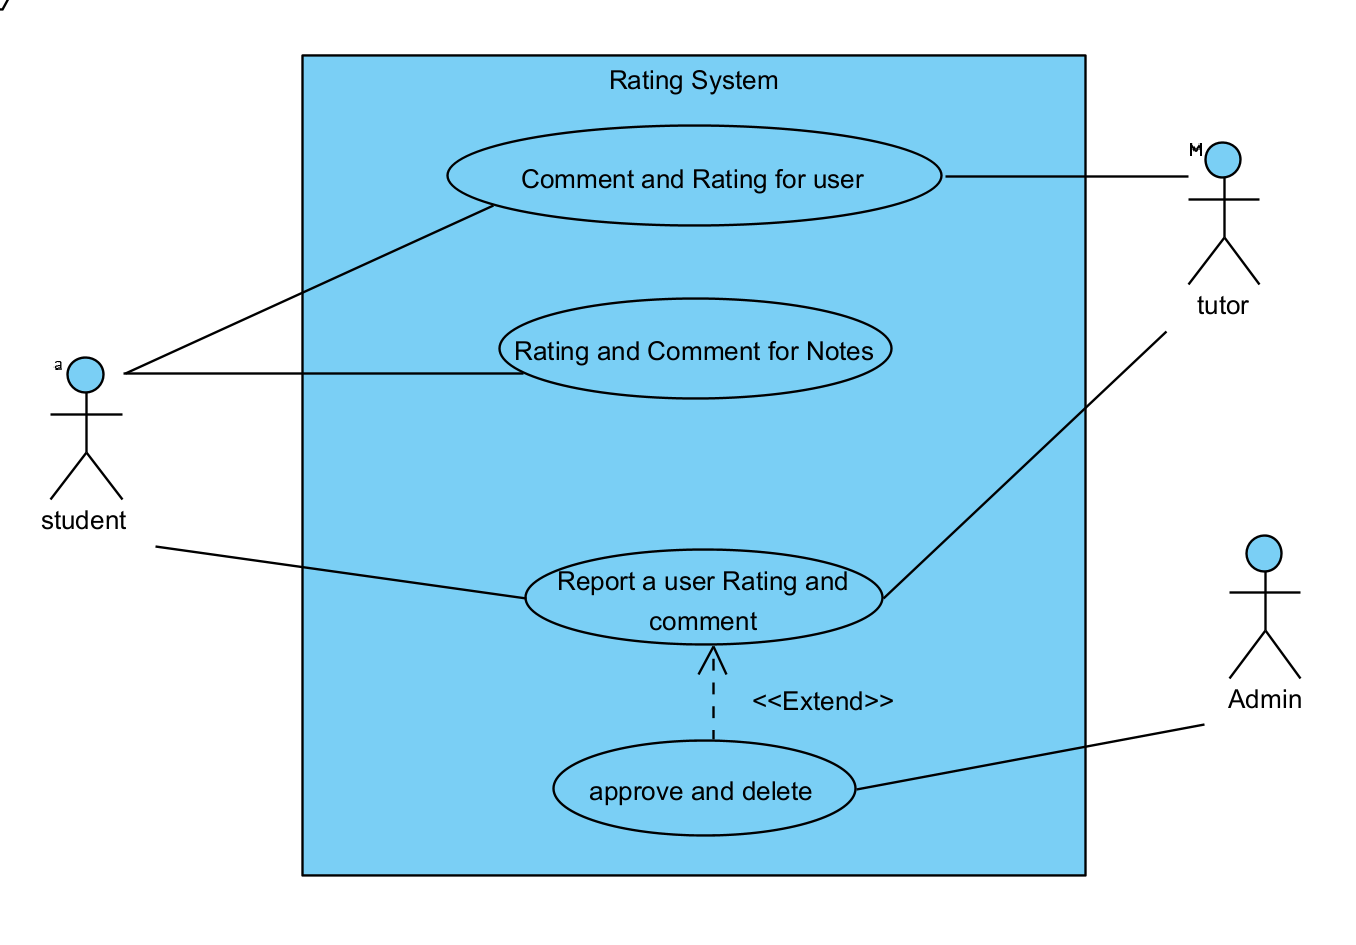 Rating System
Comment and Rating for user
M
tutor
Rating and Comment for Notes
a
student
Report a user Rating and
comment
<<Extend>>
Admin
approve and delete